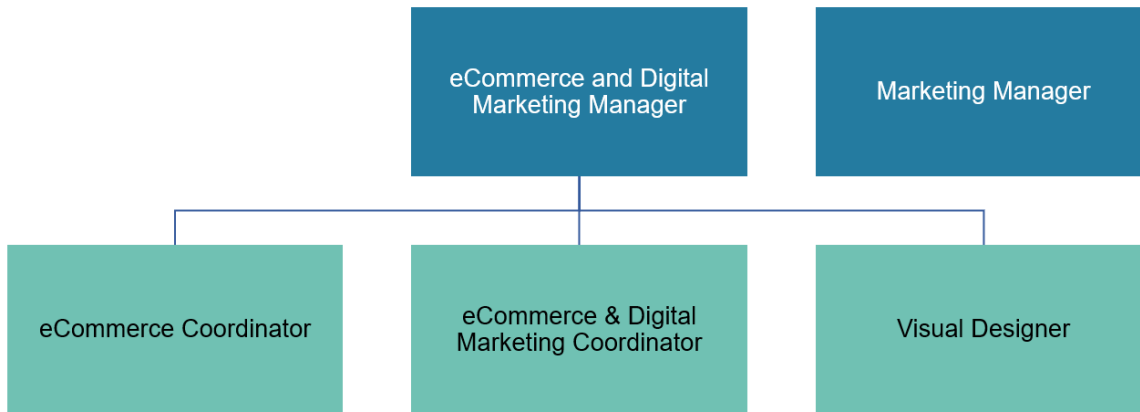 eCommerce and Digital
Marketing Manager
Marketing Manager
eCommerce Coordinator
eCommerce & Digital
Marketing Coordinator
Visual Designer